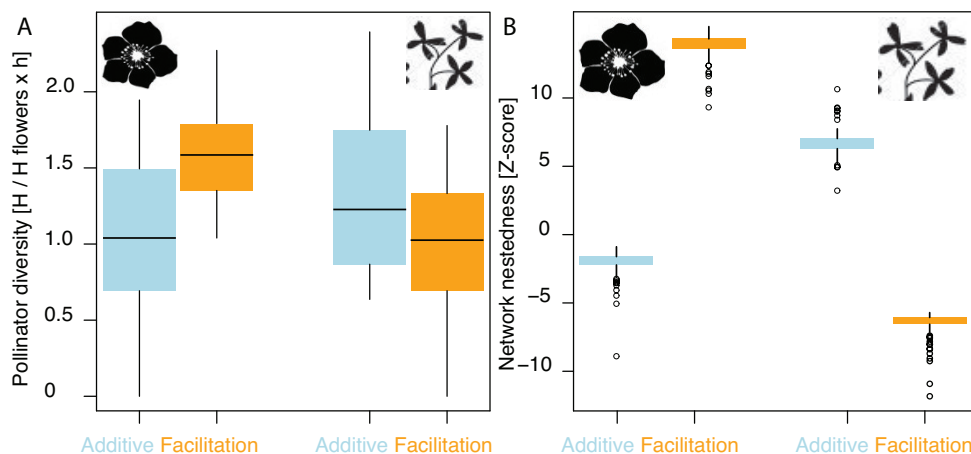 A
Pollinator diversity [H / H flowers x h]
2.0
1.5
1.0
0.5
0
Additive Facilitation
Additive Facilitation
B
Network nestedness [Z-score]
10
5
0
−5
−10
Additive Facilitation
Additive Facilitation